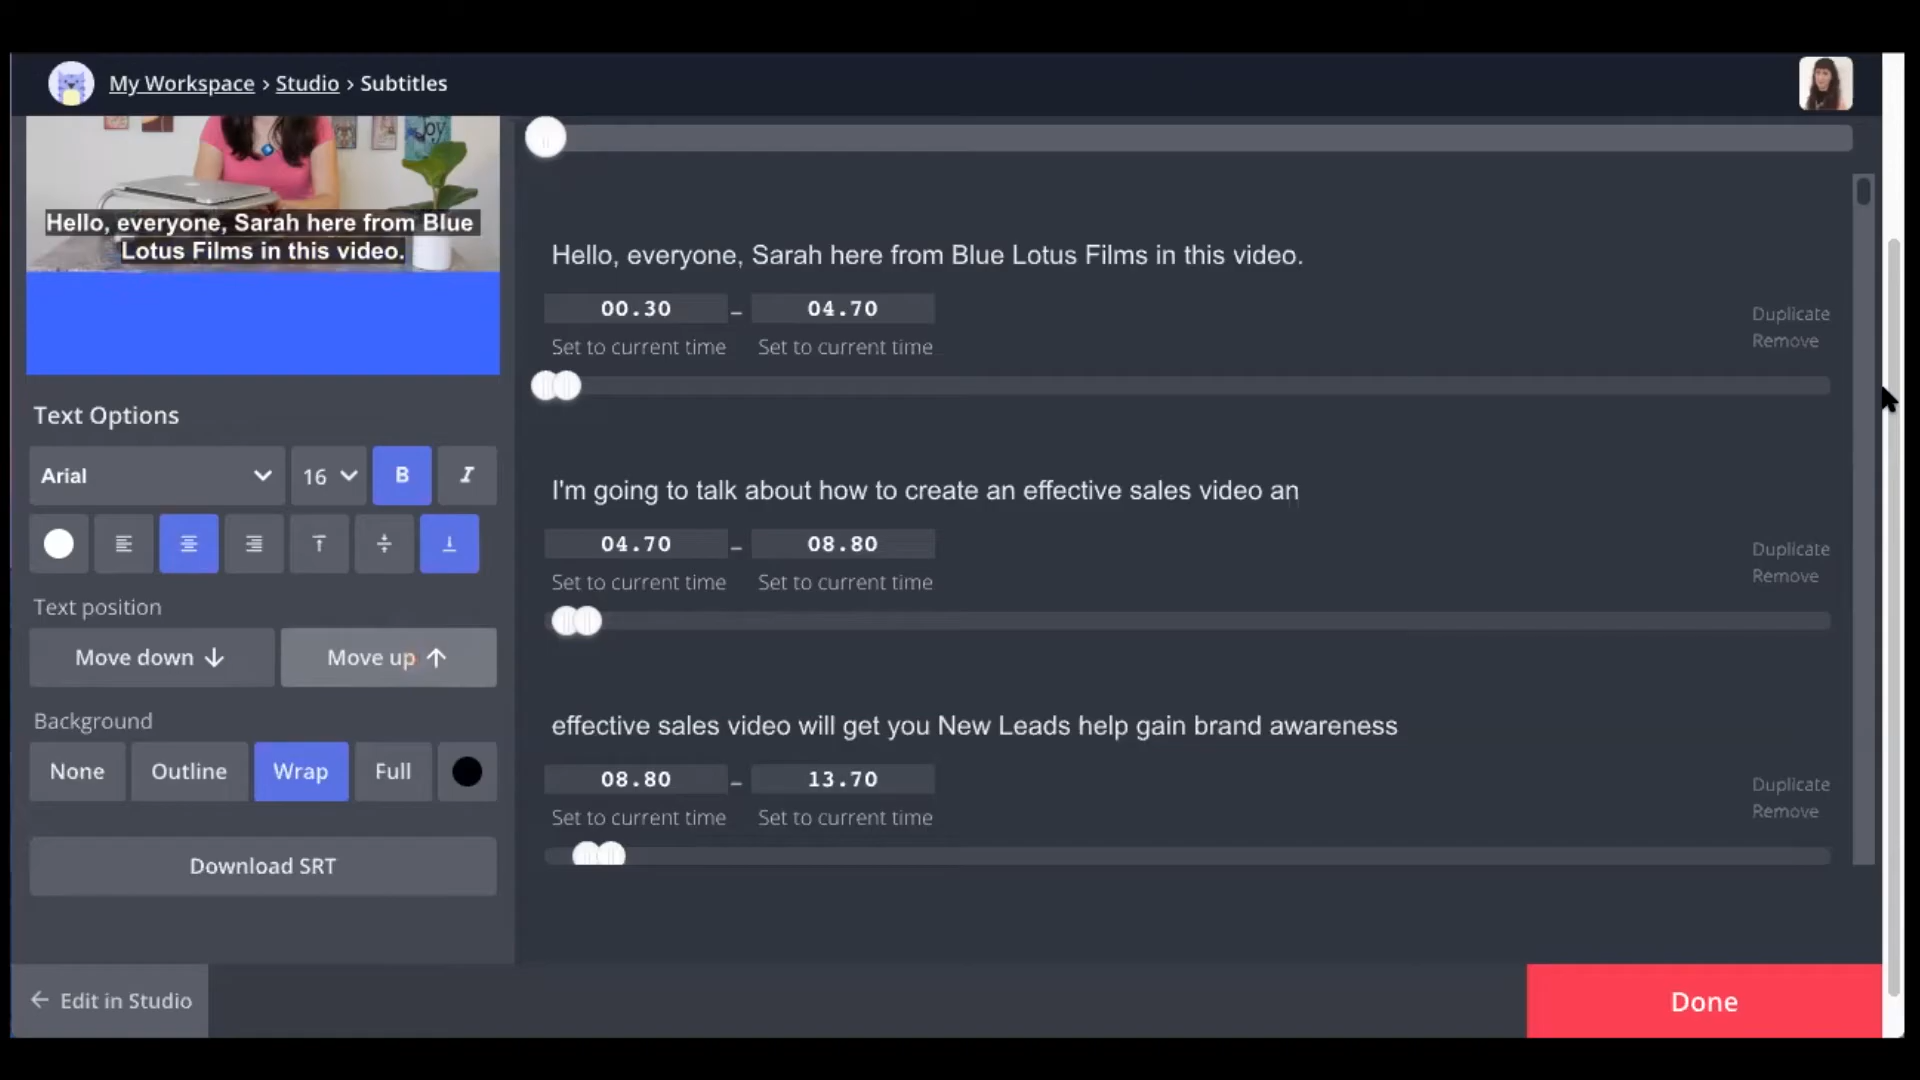 My Workspace › Studio › Subtitles
Joy
Hello, everyone, Sarah here from Blue
Lotus Films in this video.
Text Options
Arial
16
B
I
Text position
Move down ↓
Move up ↑
Background
None
Outline
Wrap
Full
Download SRT
← Edit in Studio
Hello, everyone, Sarah here from Blue Lotus Films in this video.
00.30 – 04.70
Set to current time Set to current time
Duplicate
Remove
I'm going to talk about how to create an effective sales video an
04.70 – 08.80
Set to current time Set to current time
Duplicate
Remove
effective sales video will get you New Leads help gain brand awareness
08.80 – 13.70
Set to current time Set to current time
Duplicate
Remove
Done